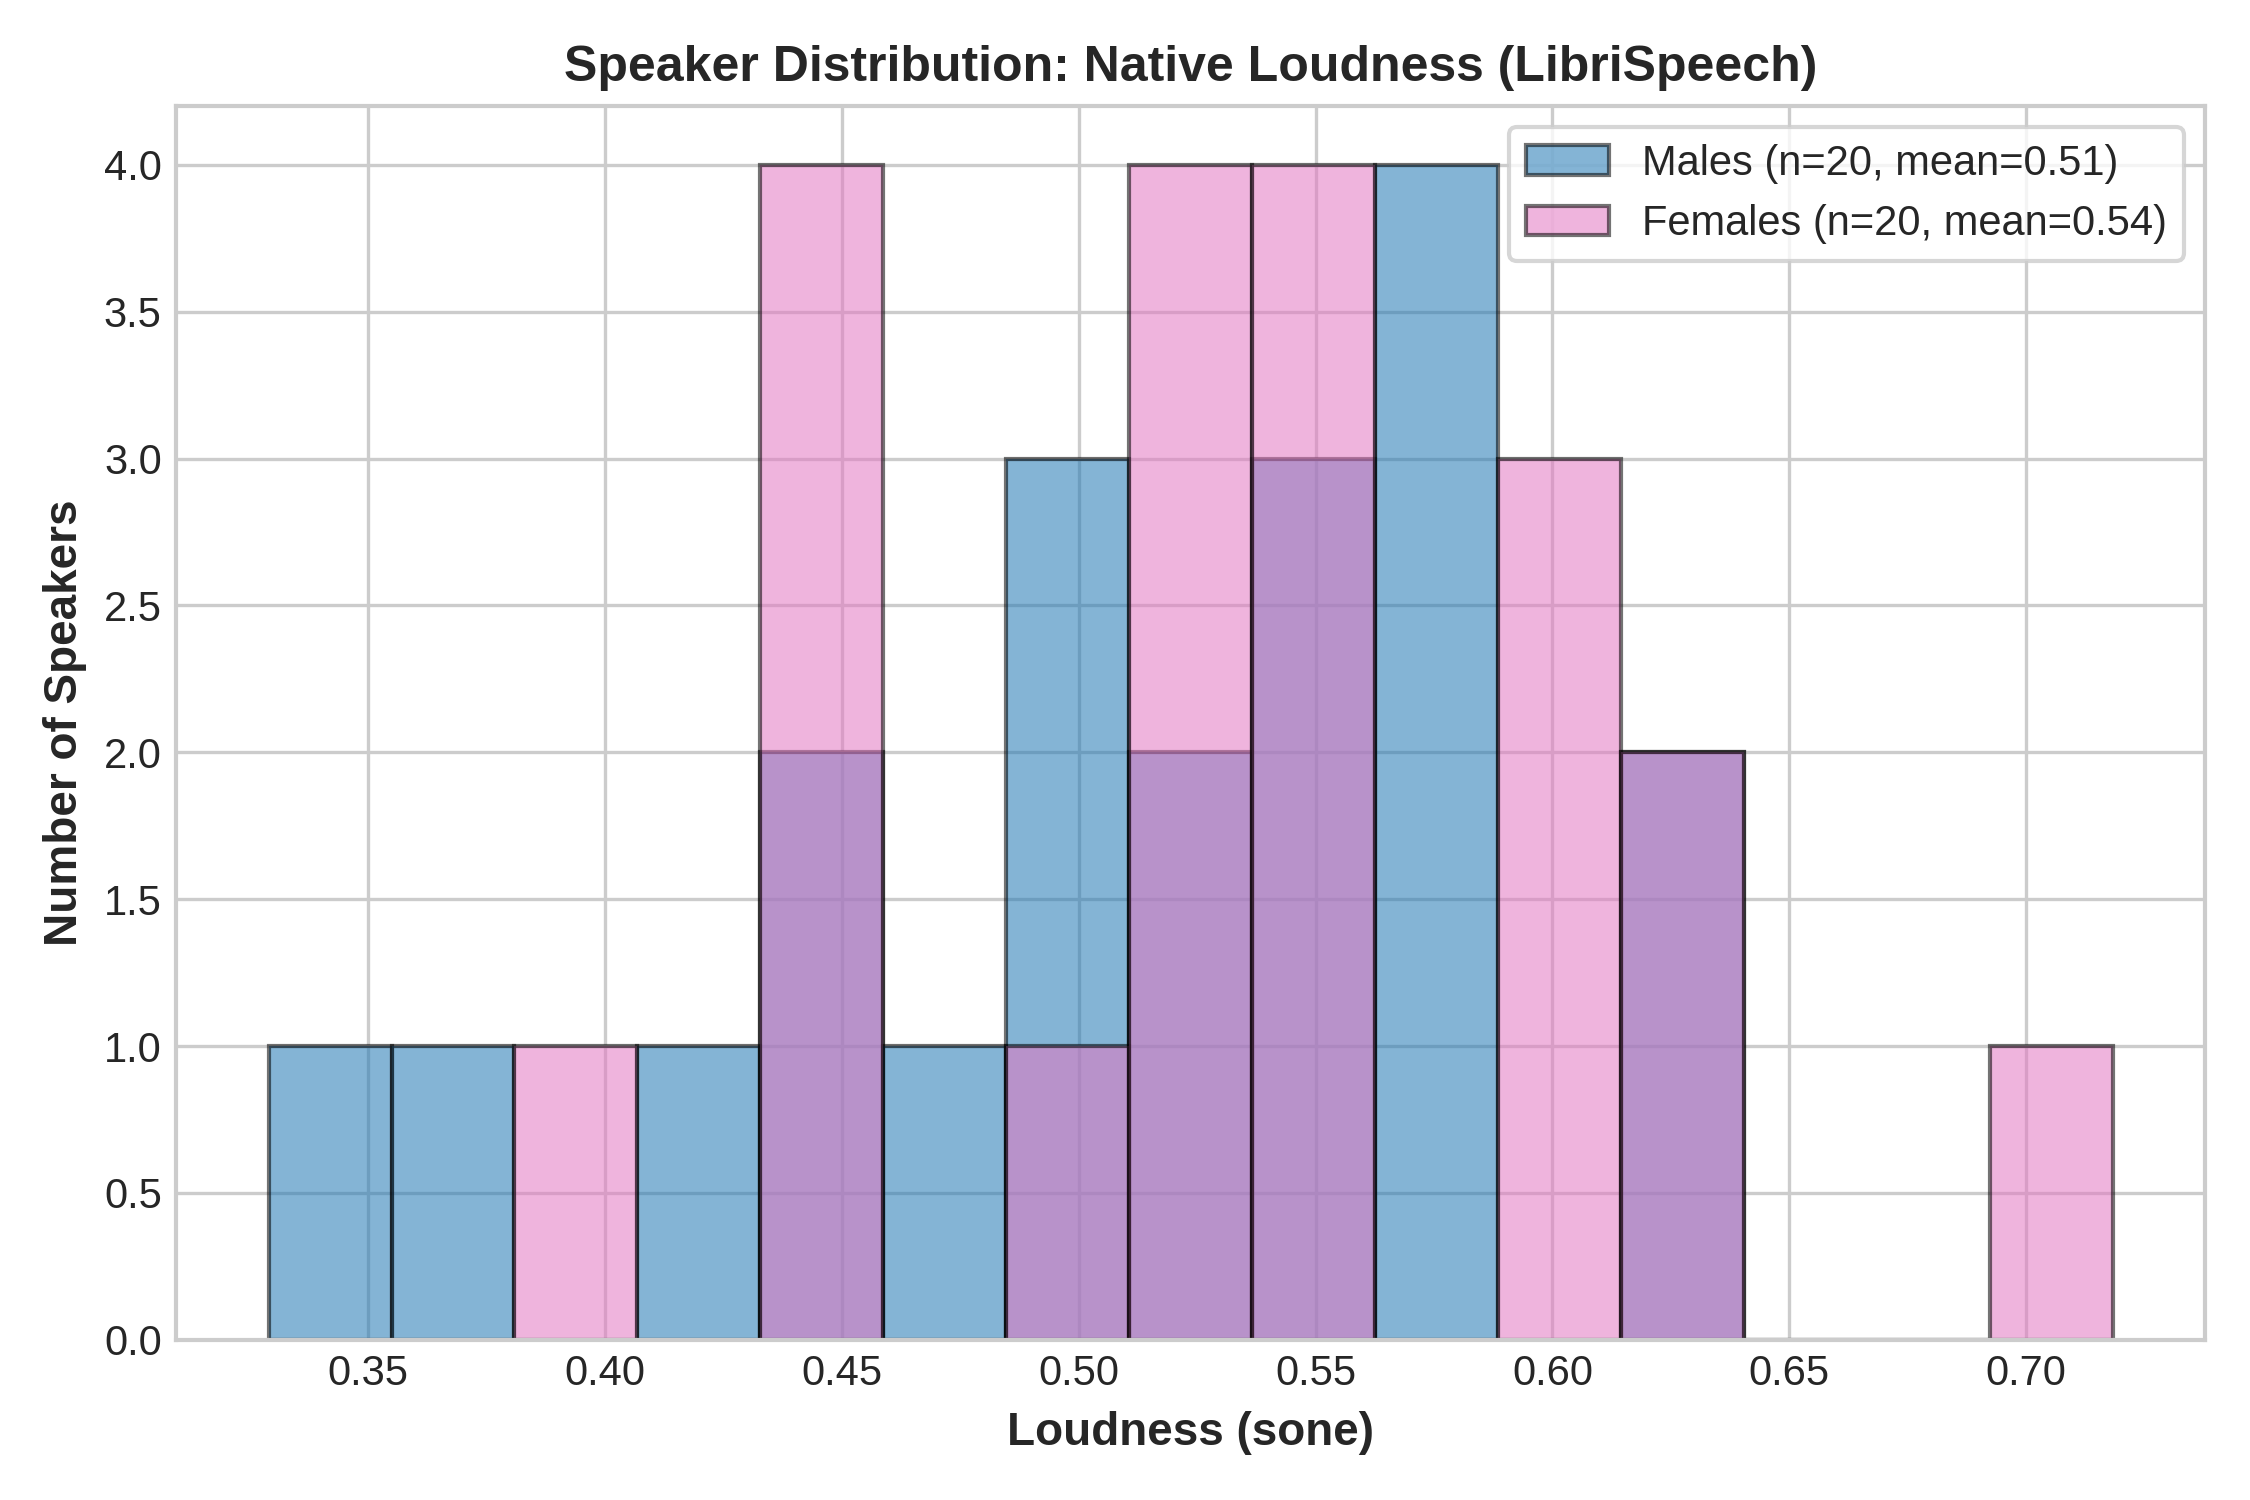 Speaker Distribution: Native Loudness (LibriSpeech)
Males (n=20, mean=0.51)
Females (n=20, mean=0.54)
Number of Speakers
4.0
3.5
3.0
2.5
2.0
1.5
1.0
0.5
0.0
0.35 0.40 0.45 0.50 0.55 0.60 0.65 0.70
Loudness (sone)